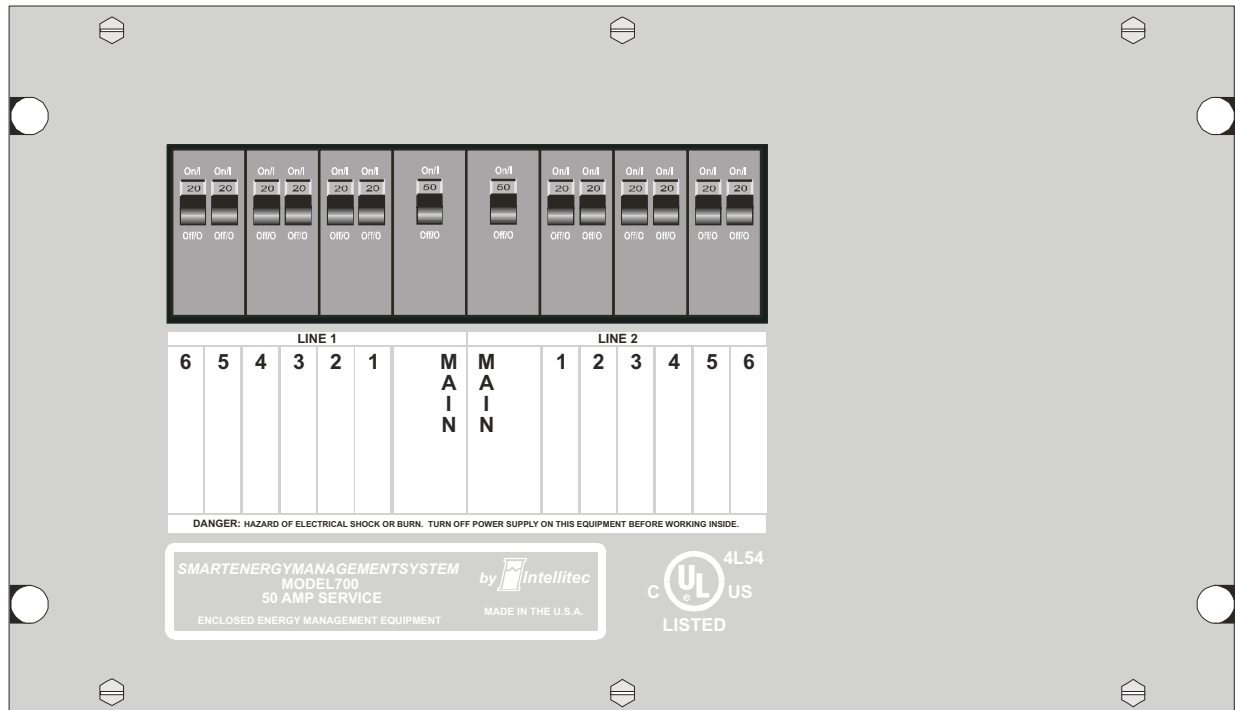 On/I On/I On/I On/I On/I On/I On/I On/I On/I On/I On/I On/I On/I On/I
20 20 20 20 20 20 50 50 20 20 20 20 20 20
Off/O Off/O Off/O Off/O Off/O Off/O Off/O Off/O Off/O Off/O Off/O Off/O Off/O Off/O
LINE 1 LINE 2
6 5 4 3 2 1 MAIN MAIN 1 2 3 4 5 6
DANGER: HAZARD OF ELECTRICAL SHOCK OR BURN. TURN OFF POWER SUPPLY ON THIS EQUIPMENT BEFORE WORKING INSIDE.
SMARTENERGYMANAGEMENTSYSTEM
MODEL700
50 AMP SERVICE
ENCLOSED ENERGY MANAGEMENT EQUIPMENT
by Intellitec
MADE IN THE U.S.A.
4L54
C UL ® US
LISTED